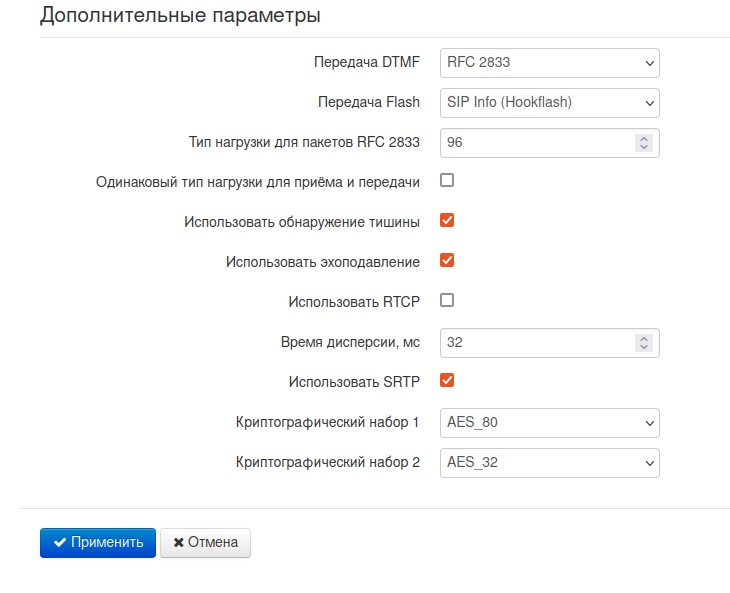 Дополнительные параметры
Передача DTMF RFC 2833
Передача Flash SIP Info (Hookflash)
Тип нагрузки для пакетов RFC 2833 96
Одинаковый тип нагрузки для приёма и передачи
Использовать обнаружение тишины
Использовать эхоподавление
Использовать RTCP
Время дисперсии, мс 32
Использовать SRTP
Криптографический набор 1 AES_80
Криптографический набор 2 AES_32
Применить Отмена